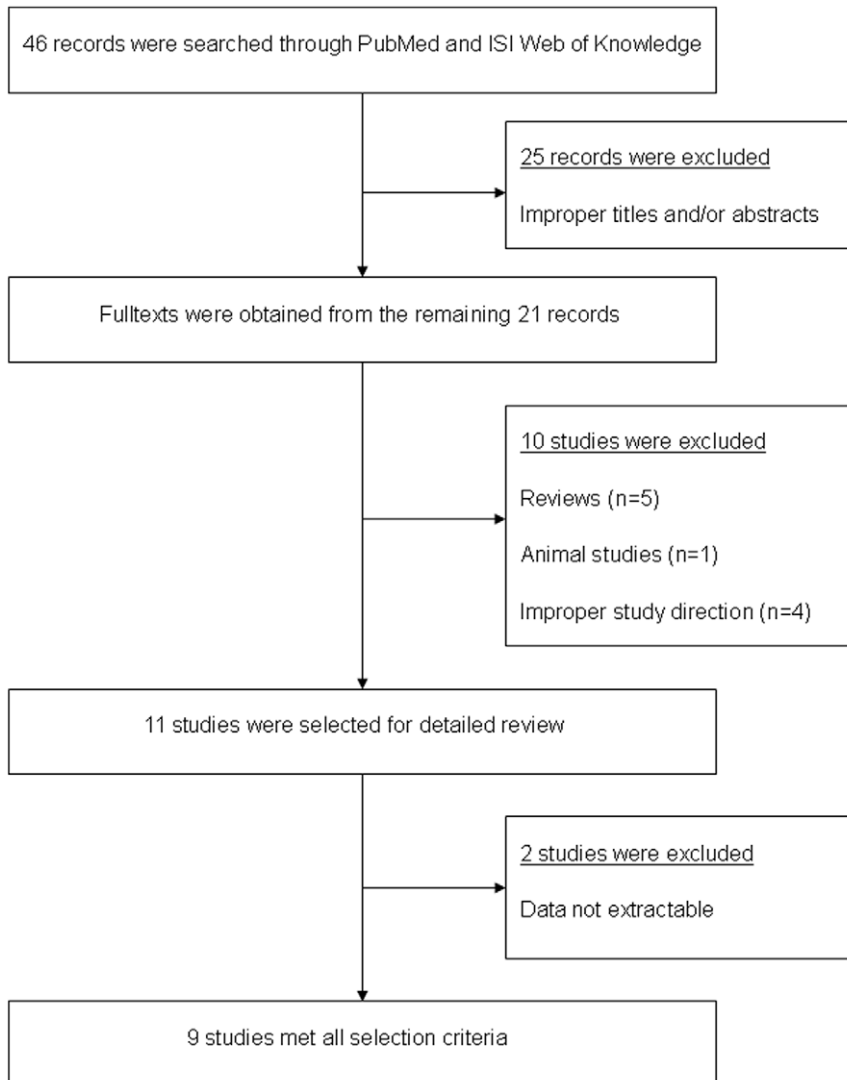 46 records were searched through PubMed and ISI Web of Knowledge
25 records were excluded
Improper titles and/or abstracts
Fulltexts were obtained from the remaining 21 records
10 studies were excluded
Reviews (n=5)
Animal studies (n=1)
Improper study direction (n=4)
11 studies were selected for detailed review
2 studies were excluded
Data not extractable
9 studies met all selection criteria